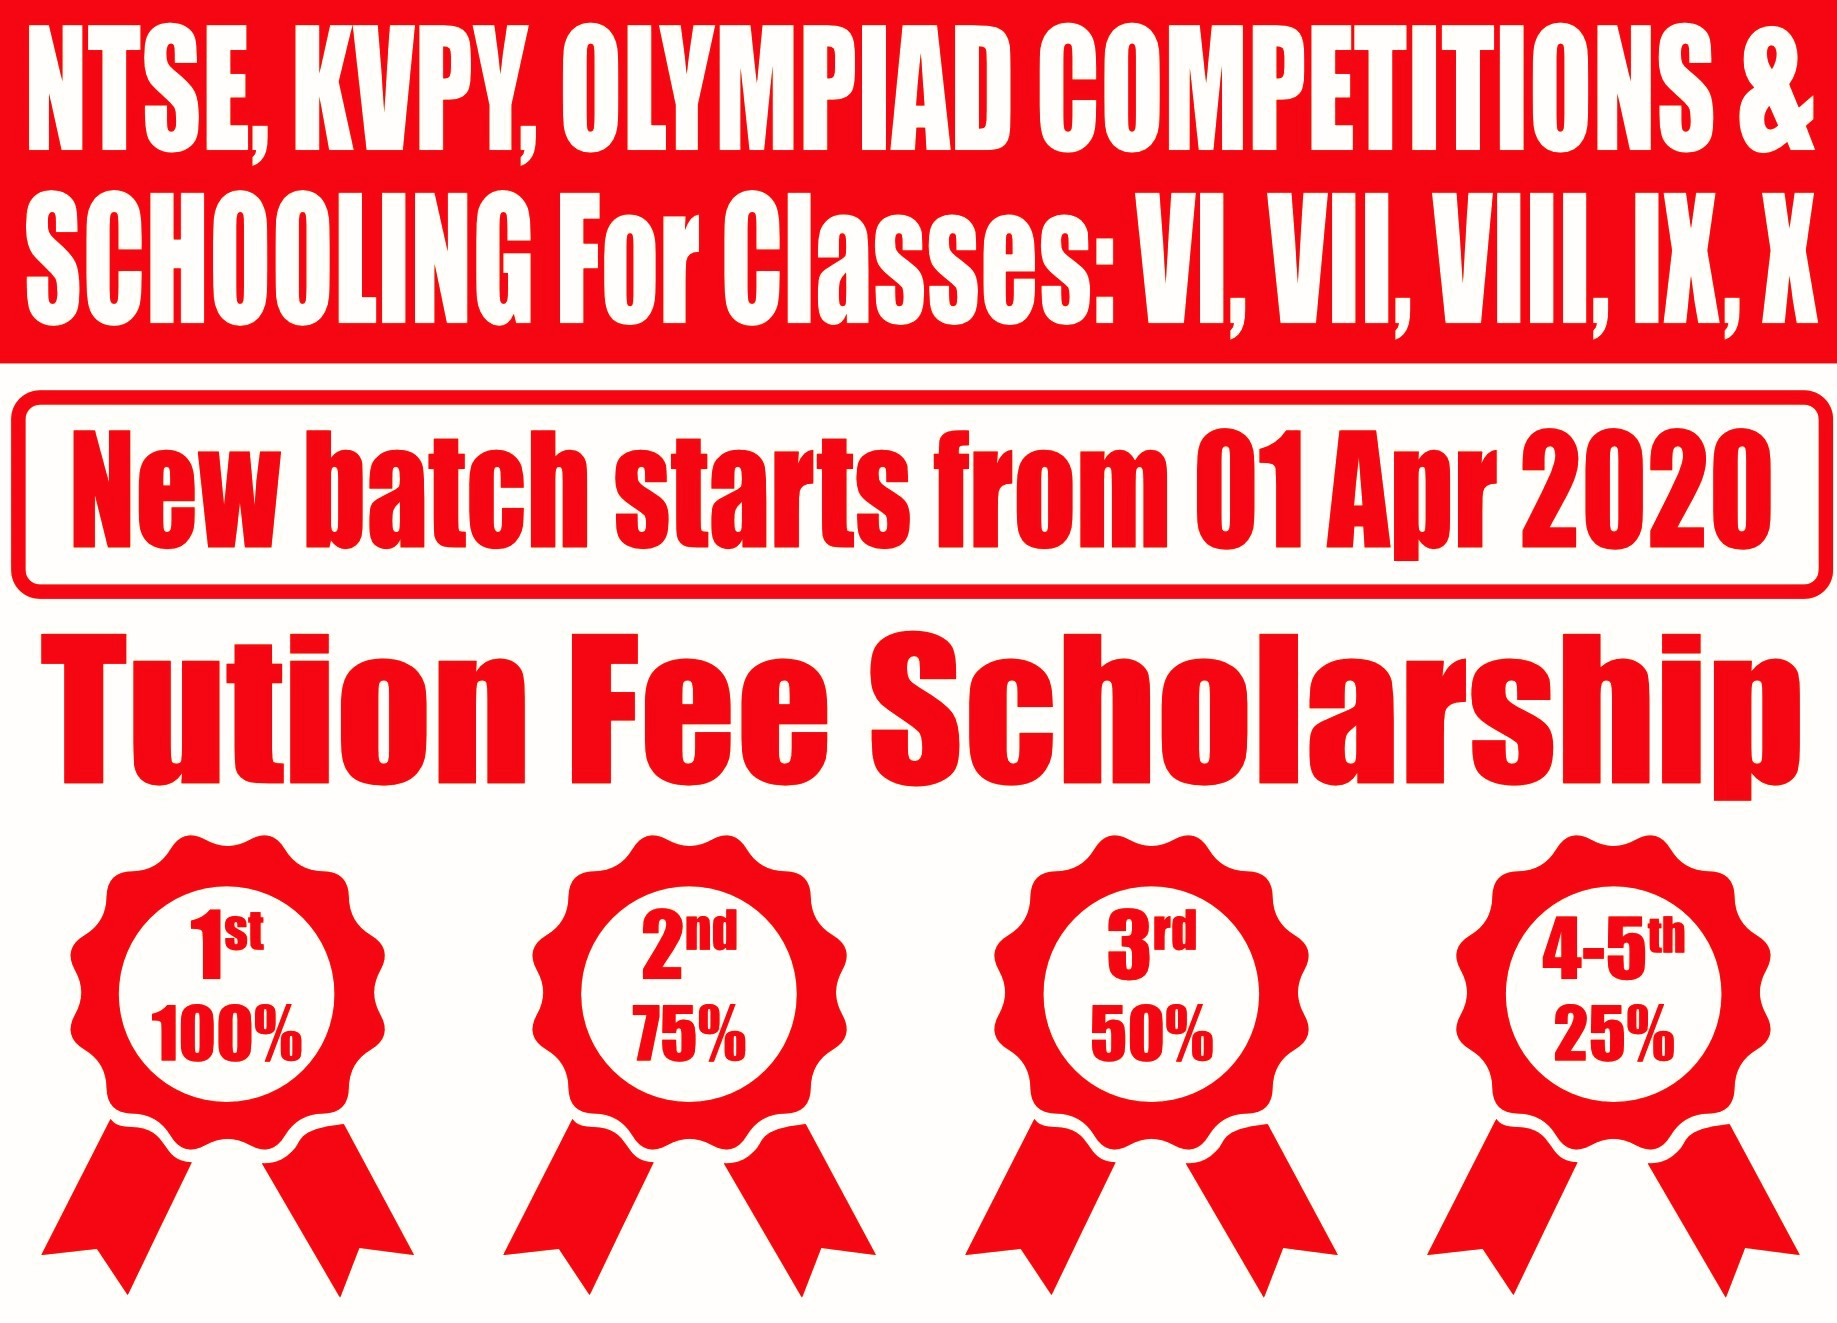 NTSE, KVPY, OLYMPIAD COMPETITIONS &
SCHOOLING For Classes: VI, VII, VIII, IX, X
New batch starts from 01 Apr 2020
Tution Fee Scholarship
1st
100%
2nd
75%
3rd
50%
4-5th
25%